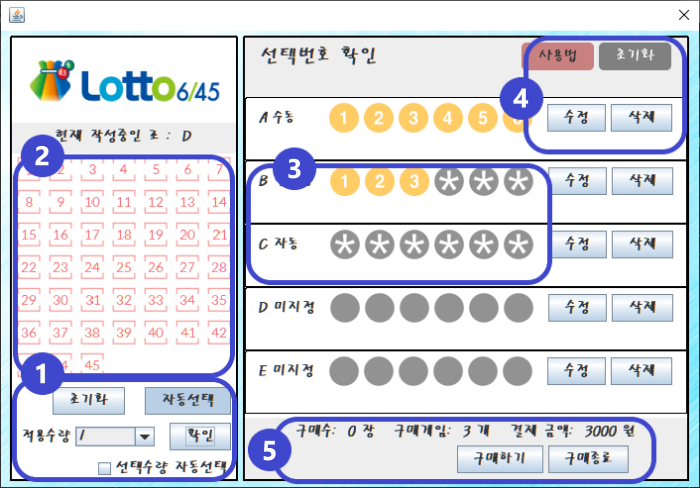 Lotto 6/45
현재 작성중인 조 : D
2
2 3 4 5 6 7
8 9 10 11 12 13 14
15 16 17 18 19 20 21
22 23 24 25 26 27 28
29 30 31 32 33 34 35
36 37 38 39 40 41 42
45
1
초기화 자동선택
적용수량 1 확인
선택수량 자동선택
선택번호 확인 사용법 초기화
4
A 수동 1 2 3 4 5 6 수정 삭제
3
B 1 2 3 * * * 수정 삭제
C 자동 * * * * * * 수정 삭제
D 미지정 수정 삭제
E 미지정 수정 삭제
5
구매수: 0 장 구매게임: 3 개 결제 금액: 3000 원
구매하기 구매종료